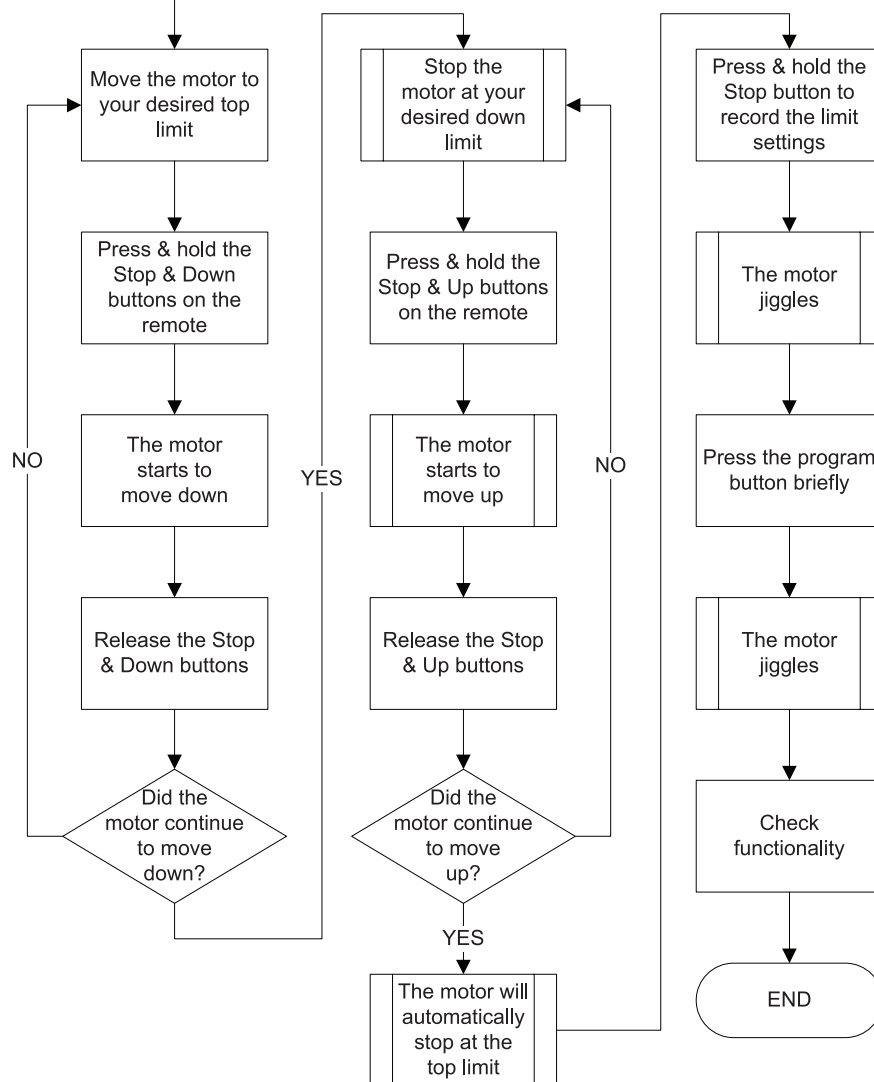 Move the motor to
your desired top
limit
Press & hold the
Stop & Down
buttons on the
remote
The motor
starts to
move down
Release the Stop
& Down buttons
Did the
motor continue
to move
down?
NO
YES
Stop the
motor at your
desired down
limit
Press & hold the
Stop & Up buttons
on the remote
The motor
starts to
move up
Release the Stop
& Up buttons
Did the
motor continue
to move
up?
NO
YES
The motor will
automatically
stop at the
top limit
Press & hold the
Stop button to
record the limit
settings
The motor
jiggles
Press the program
button briefly
The motor
jiggles
Check
functionality
END